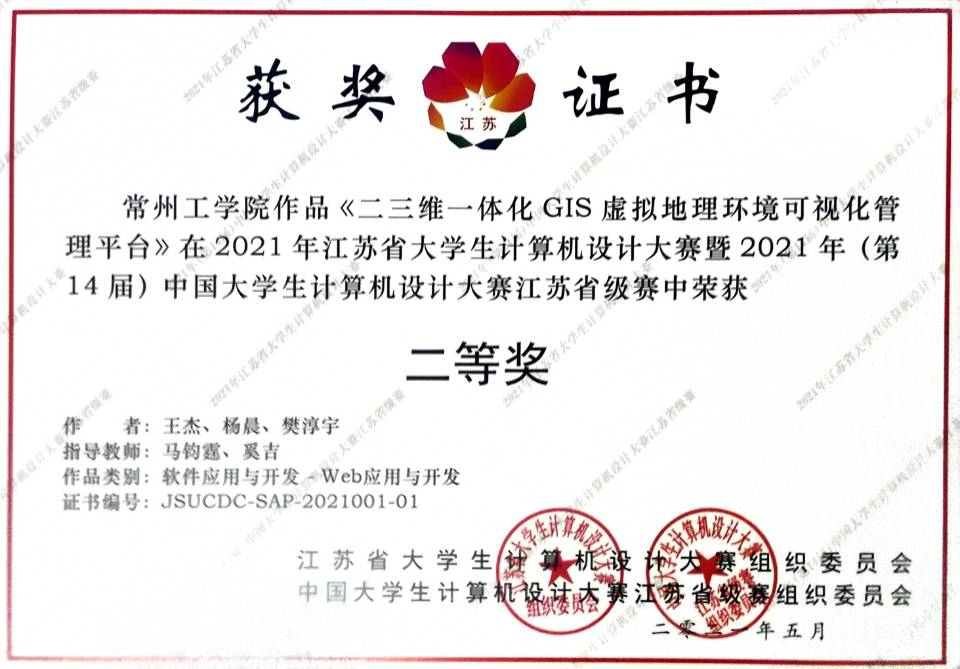 获奖 江苏 证书
常州工学院作品《二三维一体化 GIS 虚拟地理环境可视化管
理平台》在 2021 年江苏省大学生计算机设计大赛暨 2021 年（第
14 届）中国大学生计算机设计大赛江苏省级赛中荣获
二等奖
作 者：王杰、杨晨、樊淳宇
指导教师：马钧霆、奚吉
作品类别：软件应用与开发 - Web应用与开发
证书编号：JSUCDC-SAP-2021001-01
江苏省大学生计算机设计大赛组织委员会
中国大学生计算机设计大赛江苏省级赛组织委员会
二零二一年五月